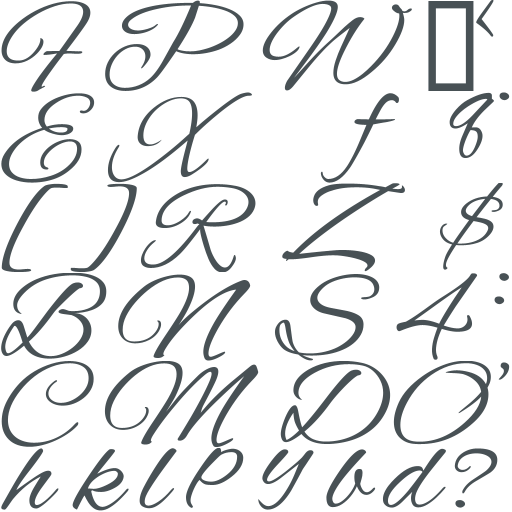 F P W <
E X f q .
[ ] R Z $
B N S 4 :
C M D O '
h k l p y b d ?